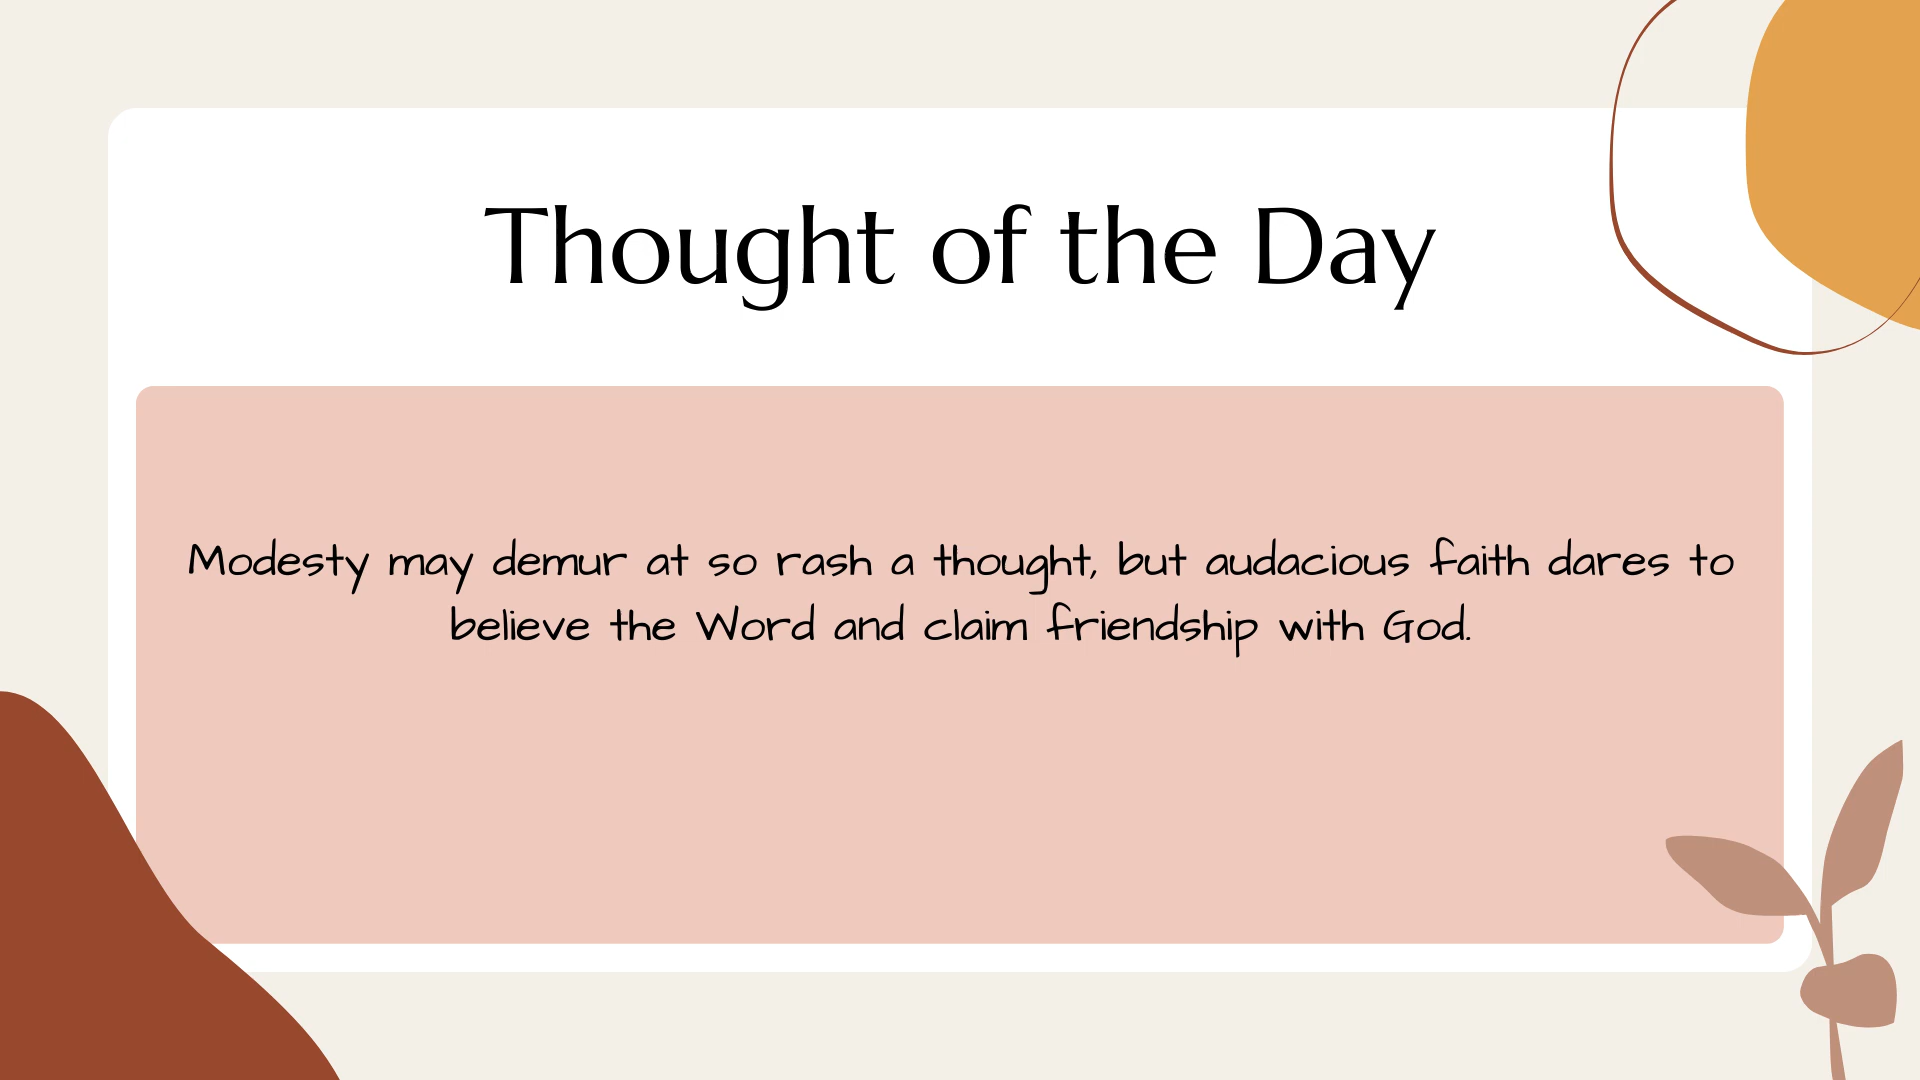 Thought of the Day
Modesty may demur at so rash a thought, but audacious faith dares to
believe the Word and claim friendship with God.